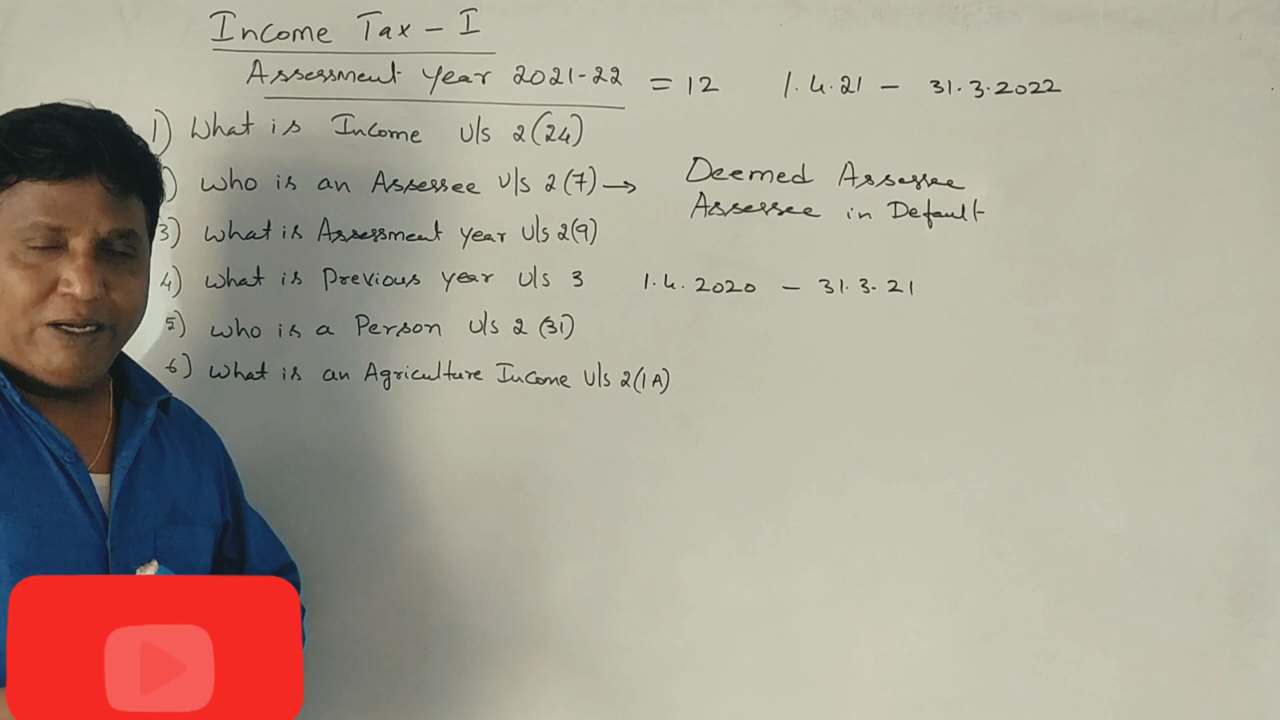 Income Tax - I
Assessment year 2021-22 = 12 1.4.21 - 31.3.2022
1) What is Income u/s 2(24)
) Who is an Assessee u/s 2(7) → Deemed Assessee
Assessee in Default
3) What is Assessment year u/s 2(9)
4) What is Previous year u/s 3 1.4.2020 - 31.3.21
5) Who is a Person u/s 2 (31)
6) What is an Agriculture Income u/s 2(1A)